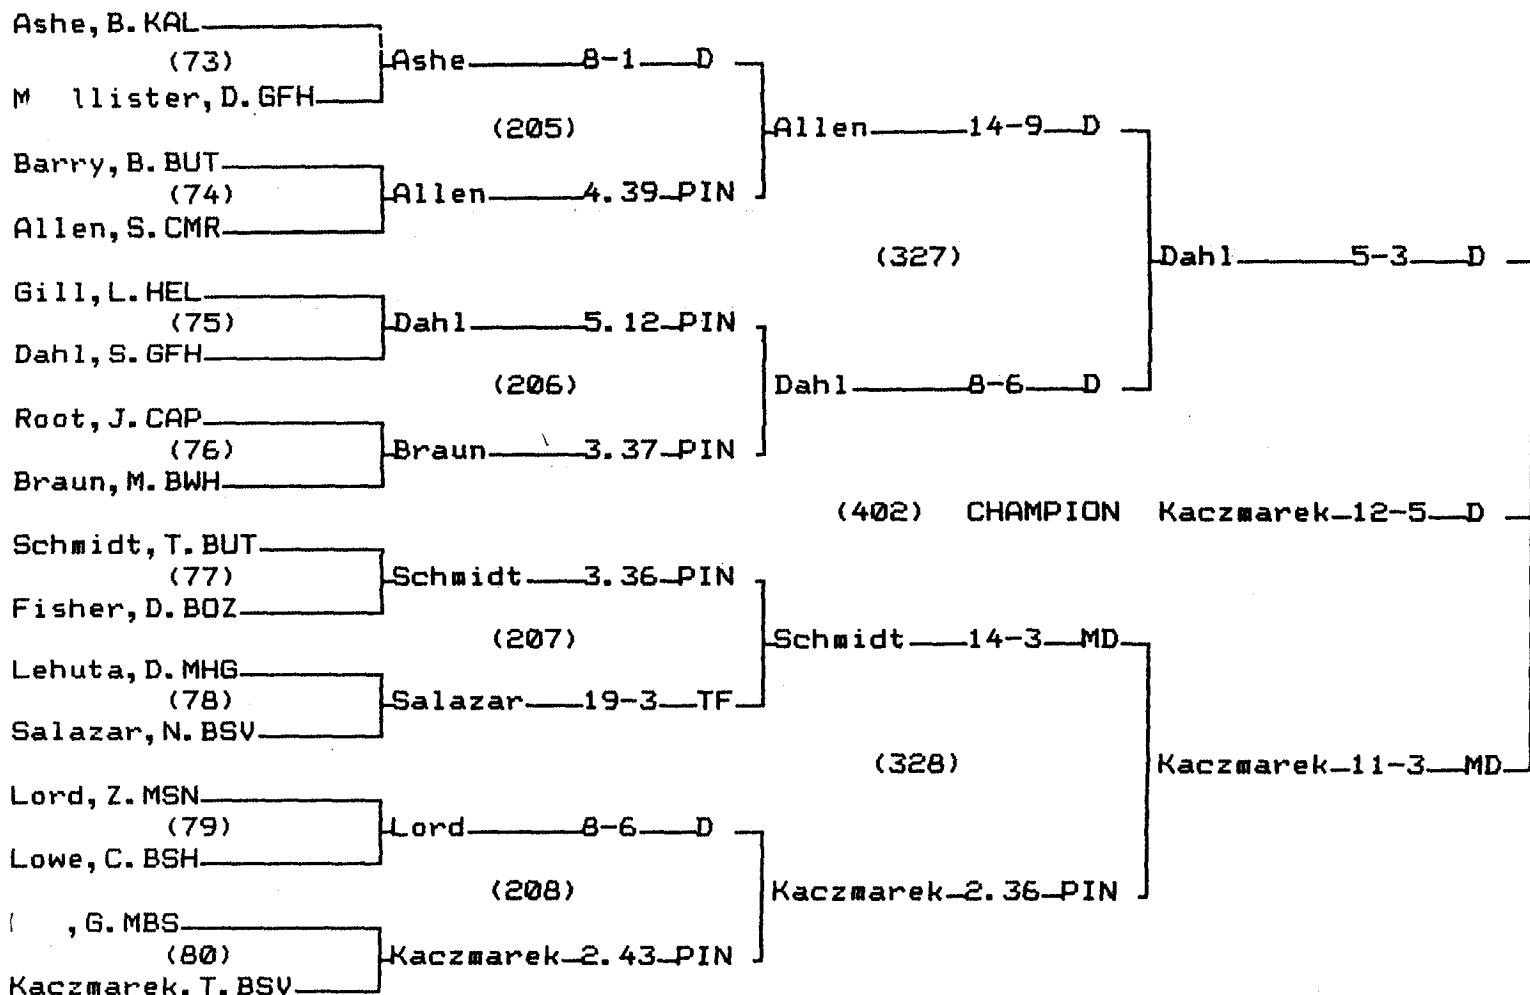 Ashe, B. KAL
(73) Ashe 8-1 D
llister, D. GFH
(205) Allen 14-9 D
Barry, B. BUT
(74) Allen 4.39 PIN
Allen, S. CMR
(327) Dahl 5-3 D
Gill, L. HEL
(75) Dahl 5.12 PIN
Dahl, S. GFH
(206) Dahl 8-6 D
Root, J. CAP
(76) Braun 3.37 PIN
Braun, M. BWH
(402) CHAMPION Kaczmarek 12-5 D
Schmidt, T. BUT
(77) Schmidt 3.36 PIN
Fisher, D. BOZ
(207) Schmidt 14-3 MD
Lehuta, D. MHG
(78) Salazar 19-3 TF
Salazar, N. BSV
(328) Kaczmarek 11-3 MD
Lord, Z. MSN
(79) Lord 8-6 D
Lowe, C. BSH
(208) Kaczmarek 2.36 PIN
, G. MBS
(80) Kaczmarek 2.43 PIN
Kaczmarek, T. BSV